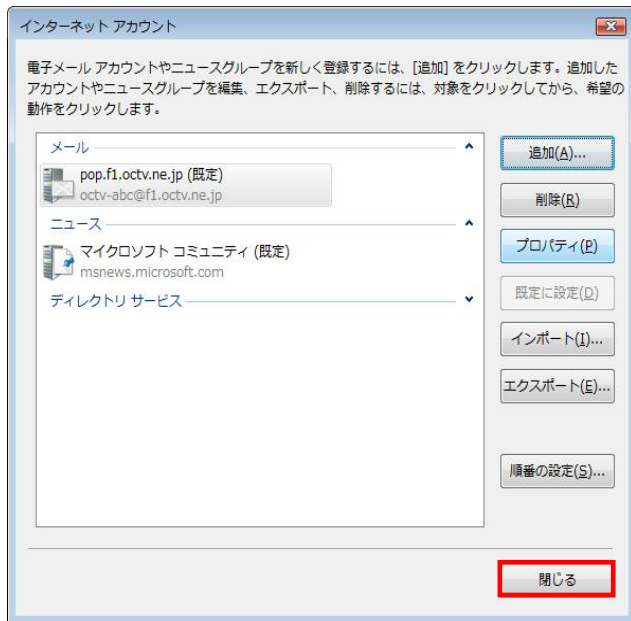 インターネット アカウント
電子メール アカウントやニュースグループを新しく登録するには、[追加] をクリックします。追加した
アカウントやニュースグループを編集、エクスポート、削除するには、対象をクリックしてから、希望の
動作をクリックします。
メール
pop.f1.octv.ne.jp (既定)
octv-abc@f1.octv.ne.jp
ニュース
マイクロソフト コミュニティ (既定)
msnews.microsoft.com
ディレクトリ サービス
追加(A)...
削除(R)
プロパティ(P)
既定に設定(D)
インポート(I)...
エクスポート(E)...
順番の設定(S)...
閉じる